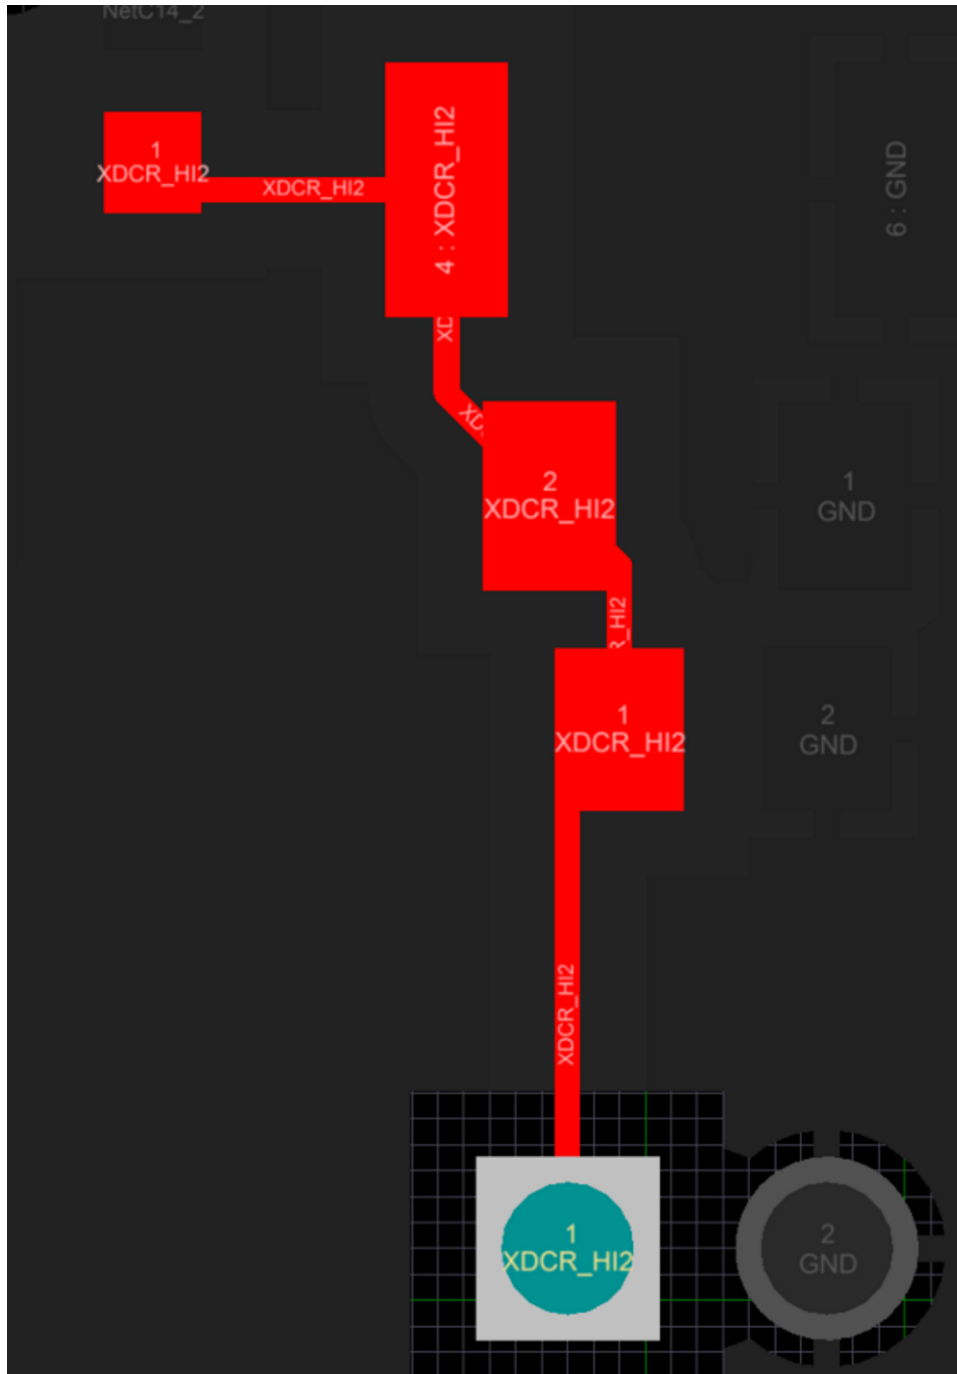 NetC14_2
1
XDCR_HI2
XDCR_HI2
4 : XDCR_HI2
6 : GND
XD
XD
2
XDCR_HI2
1
GND
R_HI2
1
XDCR_HI2
2
GND
XDCR_HI2
1
XDCR_HI2
2
GND